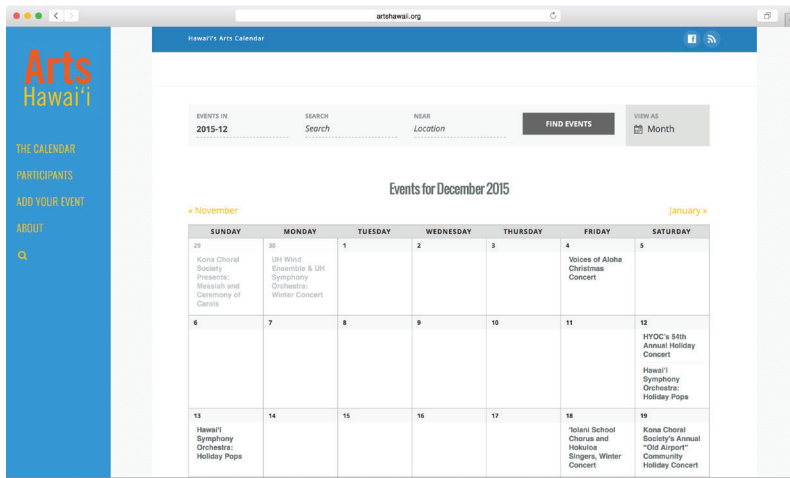 artshawaii.org
Hawai'i's Arts Calendar
Arts
Hawaiʻi
THE CALENDAR
PARTICIPANTS
ADD YOUR EVENT
ABOUT
EVENTS IN
2015-12
SEARCH
Search
NEAR
Location
FIND EVENTS
VIEW AS
Month
Events for December 2015
« November
January »
SUNDAY MONDAY TUESDAY WEDNESDAY THURSDAY FRIDAY SATURDAY
29
Kona Choral
Society
Presents:
Messiah and
Ceremony of
Carols
30
UH Wind
Ensemble & UH
Symphony
Orchestra:
Winter Concert
1
2
3
4
Voices of Aloha
Christmas
Concert
5
6
7
8
9
10
11
12
HYOC's 54th
Annual Holiday
Concert
Hawai'i
Symphony
Orchestra:
Holiday Pops
13
Hawai'i
Symphony
Orchestra:
Holiday Pops
14
15
16
17
18
'Iolani School
Chorus and
Hokuloa
Singers, Winter
Concert
19
Kona Choral
Society's Annual
"Old Airport"
Community
Holiday Concert